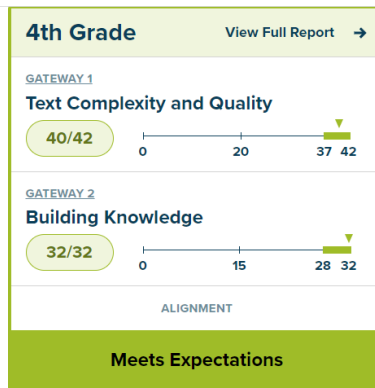 4th Grade View Full Report →
GATEWAY 1
Text Complexity and Quality
40/42
0 20 37 42
GATEWAY 2
Building Knowledge
32/32
0 15 28 32
ALIGNMENT
Meets Expectations